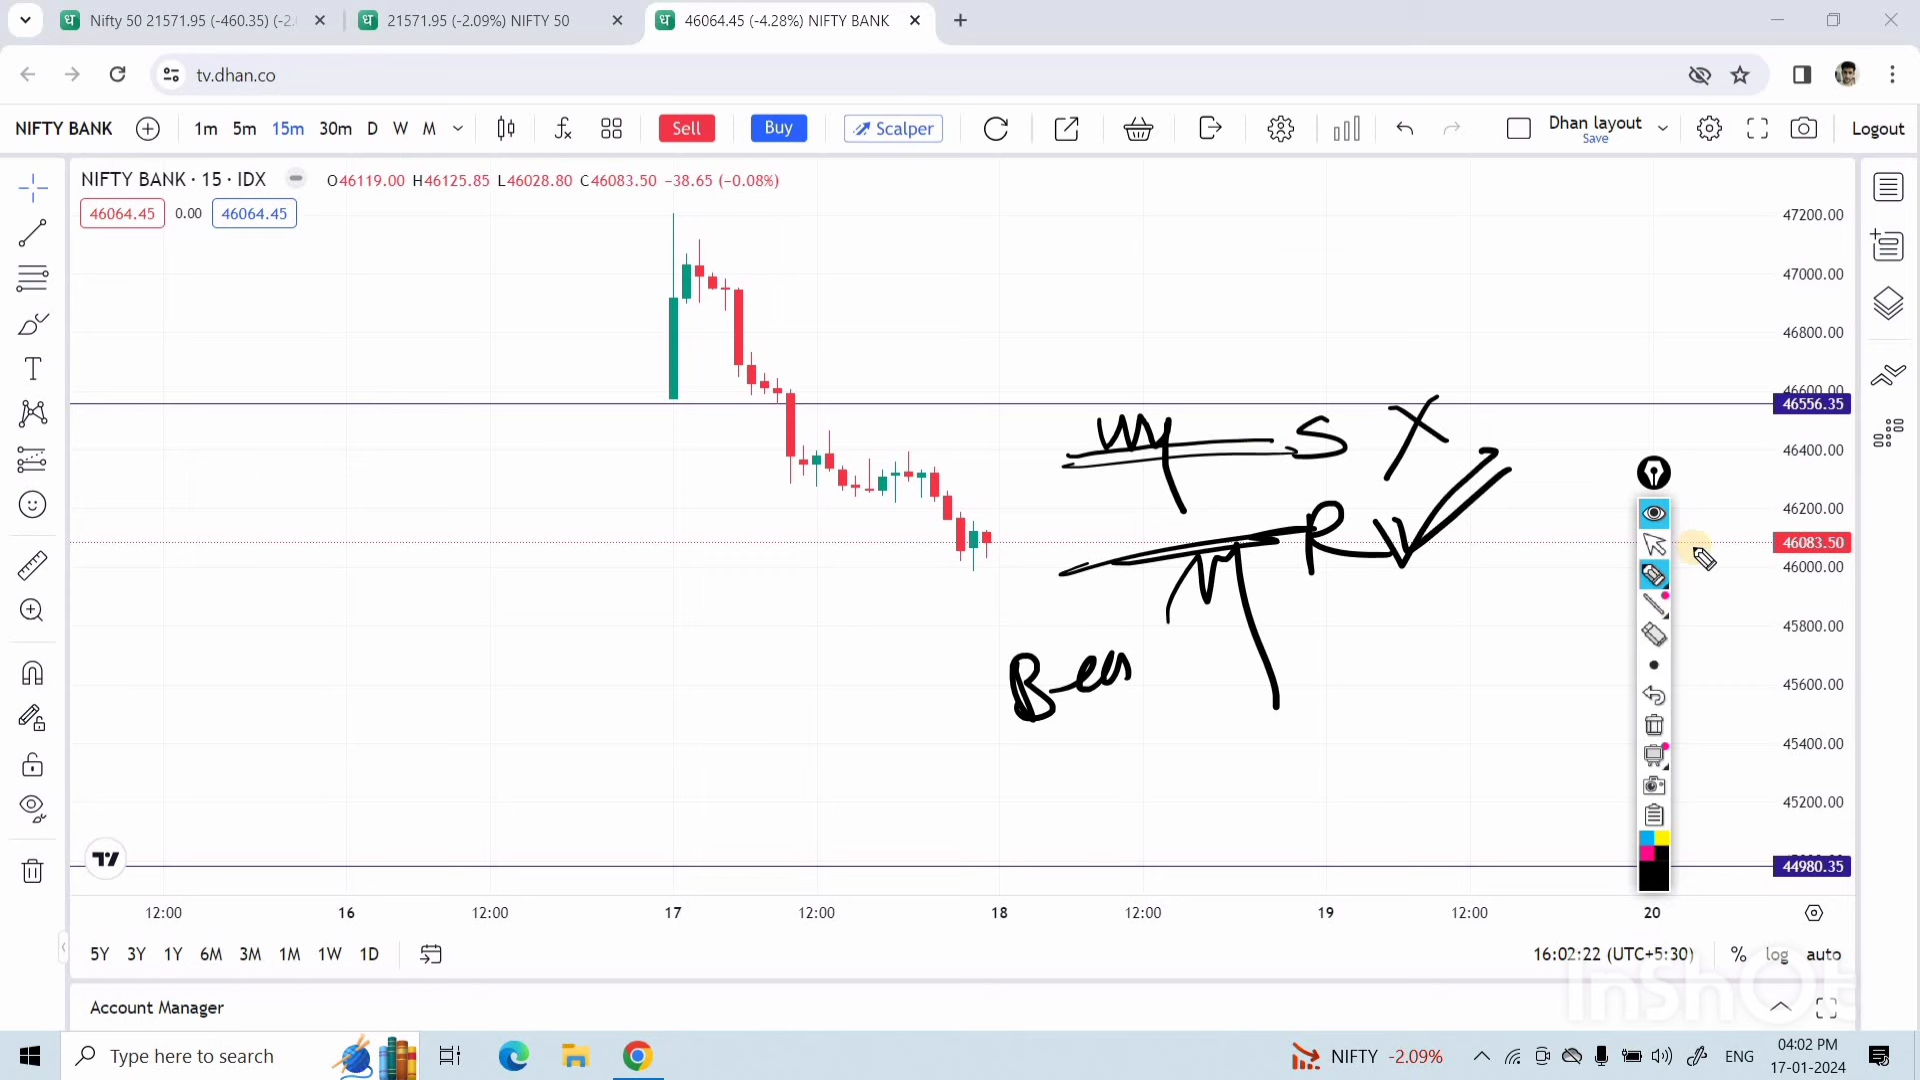 Nifty 50 21571.95 (-460.35) (-2.
21571.95 (-2.09%) NIFTY 50
46064.45 (-4.28%) NIFTY BANK
tv.dhan.co
NIFTY BANK
1m 5m 15m 30m D W M
Sell
Buy
Scalper
Dhan layout
Save
Logout
NIFTY BANK · 15 · IDX
O46119.00 H46125.85 L46028.80 C46083.50 −38.65 (−0.08%)
46064.45 0.00 46064.45
47200.00
47000.00
46800.00
46600.00
46556.35
46400.00
46200.00
46083.50
46000.00
45800.00
45600.00
45400.00
45200.00
44980.35
S X
R
12:00 16 12:00 17 12:00 18 12:00 19 12:00 20
5Y 3Y 1Y 6M 3M 1M 1W 1D
16:02:22 (UTC+5:30) % log auto
InShOt
Account Manager
Type here to search
NIFTY -2.09%
ENG
04:02 PM
17-01-2024